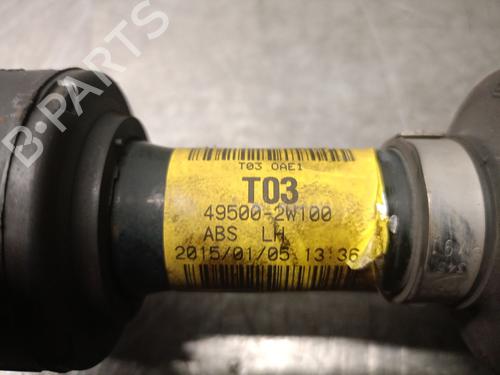 B-PARTS
T03 OAE1
T03
49500-2W100
ABS LH
2015/01/05 13:36